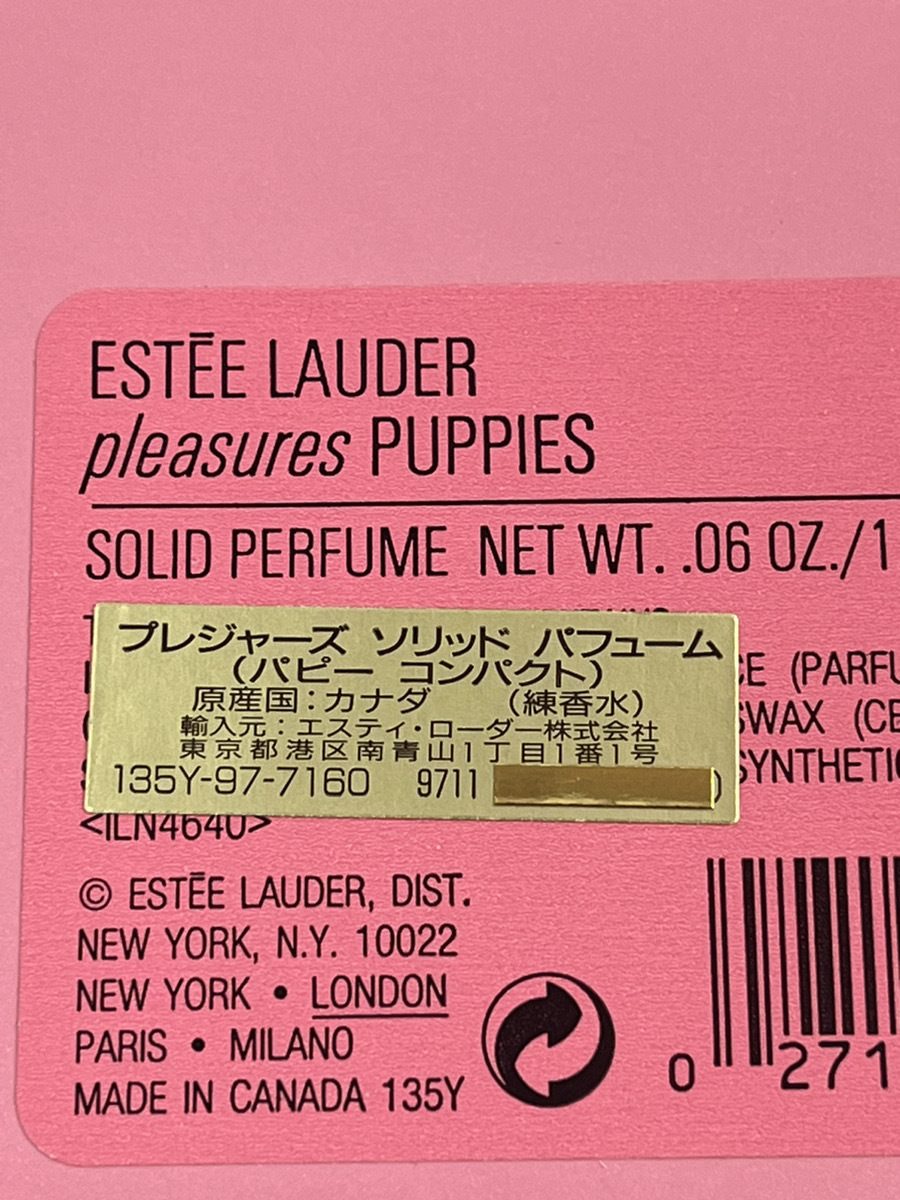 ESTĒE LAUDER
pleasures PUPPIES
SOLID PERFUME NET WT. .06 OZ./1
プレジャーズ ソリッド パフューム
(パピー コンパクト)
原産国:カナダ (練香水)
輸入元:エスティ・ローダー株式会社
東京都港区南青山1丁目1番1号
135Y-97-7160 9711
(PARFU
SWAX (CE
SYNTHETIC
<ILN4640>
© ESTĒE LAUDER, DIST.
NEW YORK, N.Y. 10022
NEW YORK • LONDON
PARIS • MILANO
MADE IN CANADA 135Y
0 271